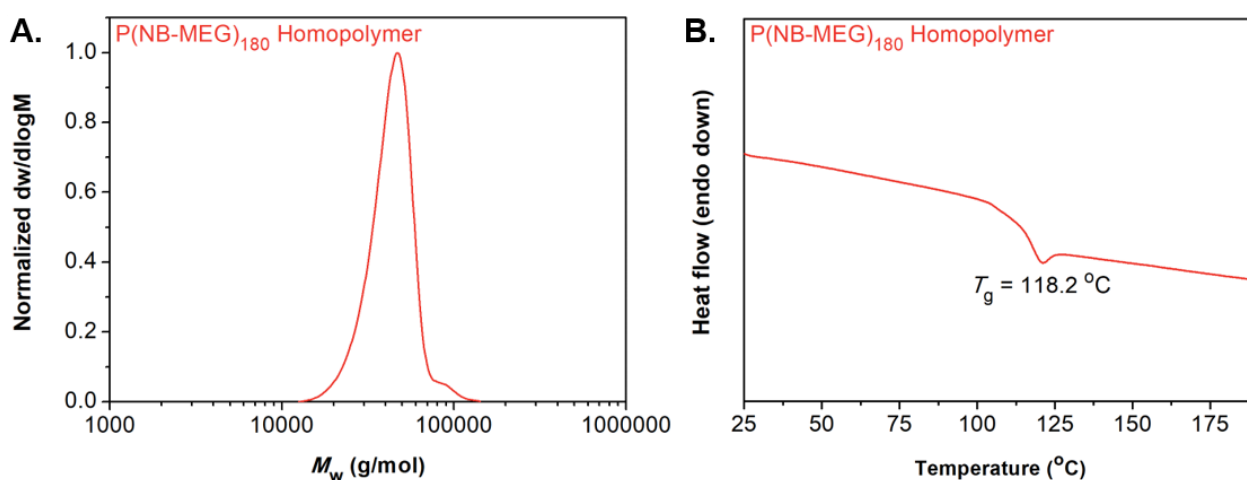 A.
P(NB-MEG)180 Homopolymer
Normalized dw/dlogM
1.0
0.8
0.6
0.4
0.2
0.0
1000 10000 100000 1000000
Mw (g/mol)
B.
P(NB-MEG)180 Homopolymer
Heat flow (endo down)
Tg = 118.2 oC
25 50 75 100 125 150 175
Temperature (oC)